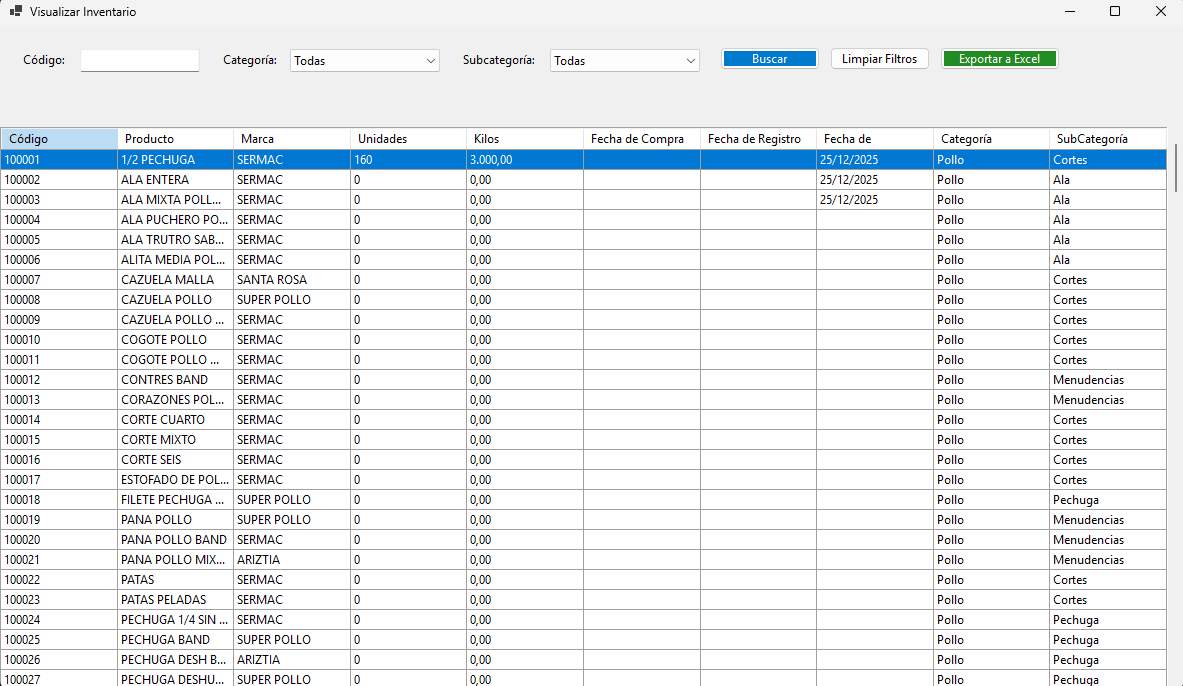 Visualizar Inventario
Código: Categoría: Todas Subcategoría: Todas Buscar Limpiar Filtros Exportar a Excel
Código Producto Marca Unidades Kilos Fecha de Compra Fecha de Registro Fecha de Categoría SubCategoría
100001 1/2 PECHUGA SERMAC 160 3.000,00 25/12/2025 Pollo Cortes
100002 ALA ENTERA SERMAC 0 0,00 25/12/2025 Pollo Ala
100003 ALA MIXTA POLL... SERMAC 0 0,00 25/12/2025 Pollo Ala
100004 ALA PUCHERO PO... SERMAC 0 0,00 Pollo Ala
100005 ALA TRUTRO SAB... SERMAC 0 0,00 Pollo Ala
100006 ALITA MEDIA POL... SERMAC 0 0,00 Pollo Ala
100007 CAZUELA MALLA SANTA ROSA 0 0,00 Pollo Cortes
100008 CAZUELA POLLO SUPER POLLO 0 0,00 Pollo Cortes
100009 CAZUELA POLLO ... SERMAC 0 0,00 Pollo Cortes
100010 COGOTE POLLO SERMAC 0 0,00 Pollo Cortes
100011 COGOTE POLLO ... SERMAC 0 0,00 Pollo Cortes
100012 CONTRES BAND SERMAC 0 0,00 Pollo Menudencias
100013 CORAZONES POL... SERMAC 0 0,00 Pollo Menudencias
100014 CORTE CUARTO SERMAC 0 0,00 Pollo Cortes
100015 CORTE MIXTO SERMAC 0 0,00 Pollo Cortes
100016 CORTE SEIS SERMAC 0 0,00 Pollo Cortes
100017 ESTOFADO DE POL... SERMAC 0 0,00 Pollo Cortes
100018 FILETE PECHUGA ... SUPER POLLO 0 0,00 Pollo Pechuga
100019 PANA POLLO SUPER POLLO 0 0,00 Pollo Menudencias
100020 PANA POLLO BAND SERMAC 0 0,00 Pollo Menudencias
100021 PANA POLLO MIX... ARIZTIA 0 0,00 Pollo Menudencias
100022 PATAS SERMAC 0 0,00 Pollo Cortes
100023 PATAS PELADAS SERMAC 0 0,00 Pollo Cortes
100024 PECHUGA 1/4 SIN ... SERMAC 0 0,00 Pollo Pechuga
100025 PECHUGA BAND SUPER POLLO 0 0,00 Pollo Pechuga
100026 PECHUGA DESH B... ARIZTIA 0 0,00 Pollo Pechuga
100027 PECHUGA DESHU... SUPER POLLO 0 0,00 Pollo Pechuga